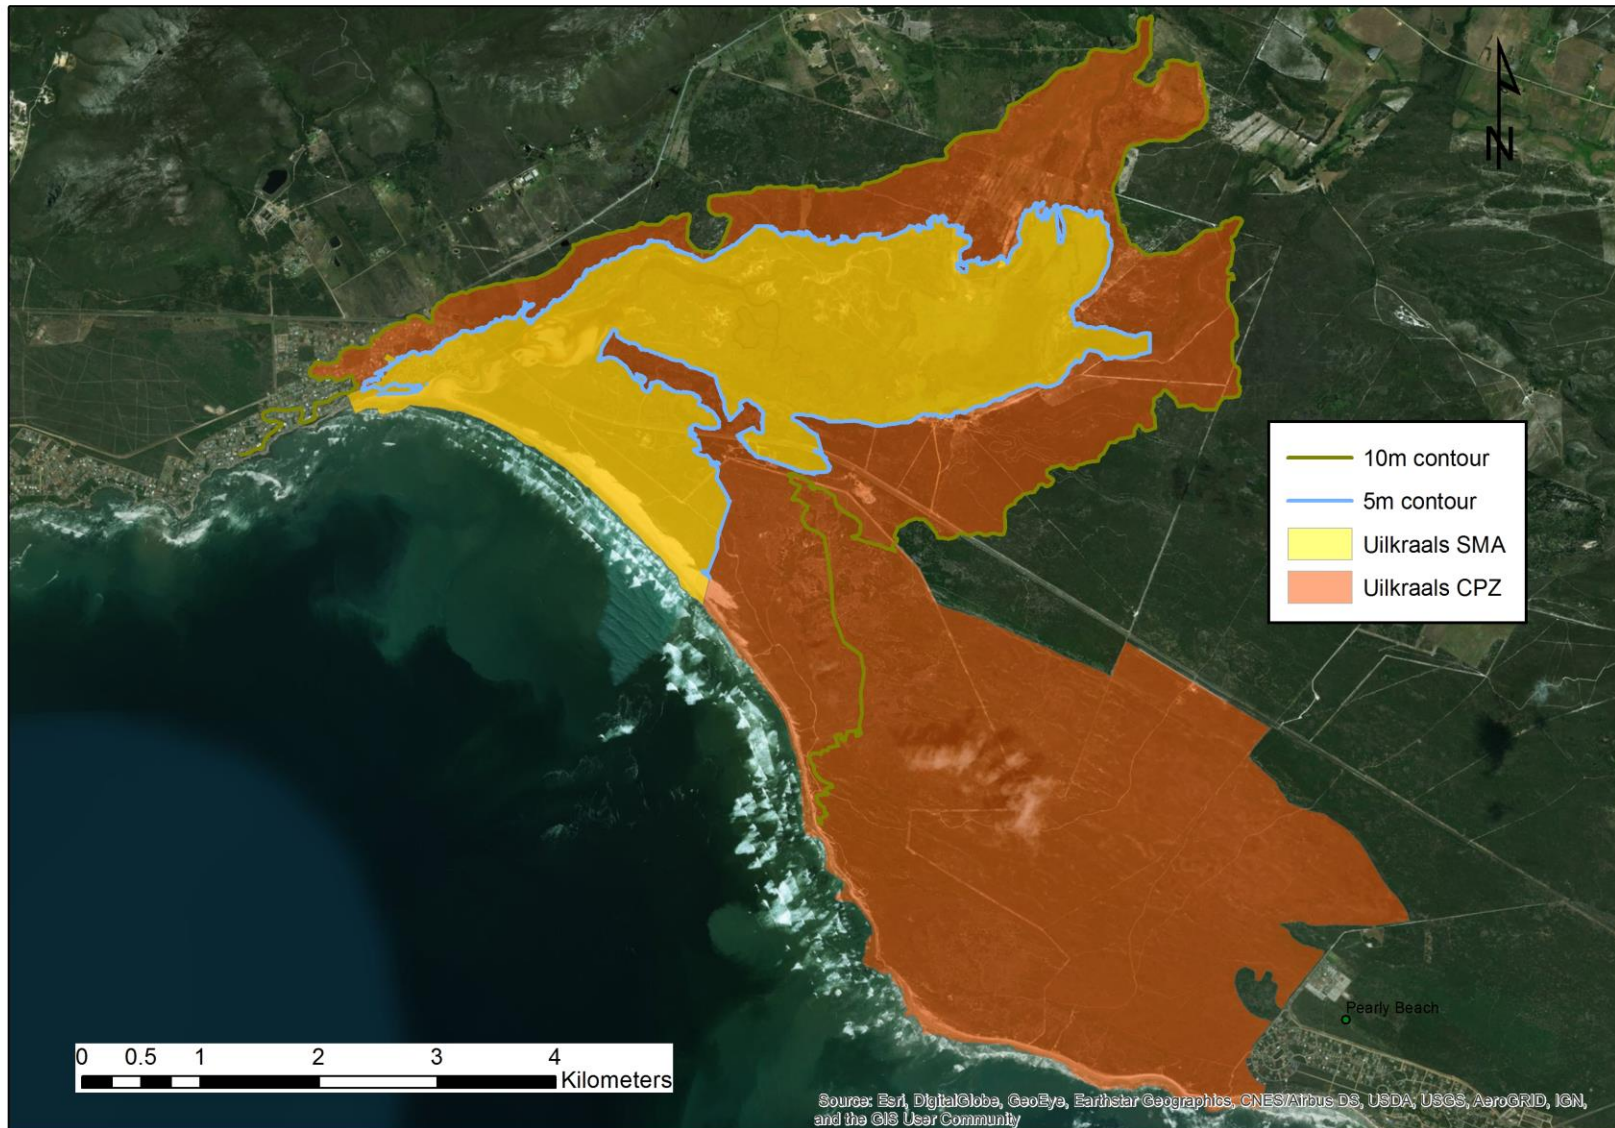 N
10m contour
5m contour
Uilkraals SMA
Uilkraals CPZ
Pearly Beach
0 0.5 1 2 3 4
Kilometers
Source: Esri, DigitalGlobe, GeoEye, Earthstar Geographics, CNES/Airbus DS, USDA, USGS, AeroGRID, IGN,
and the GIS User Community